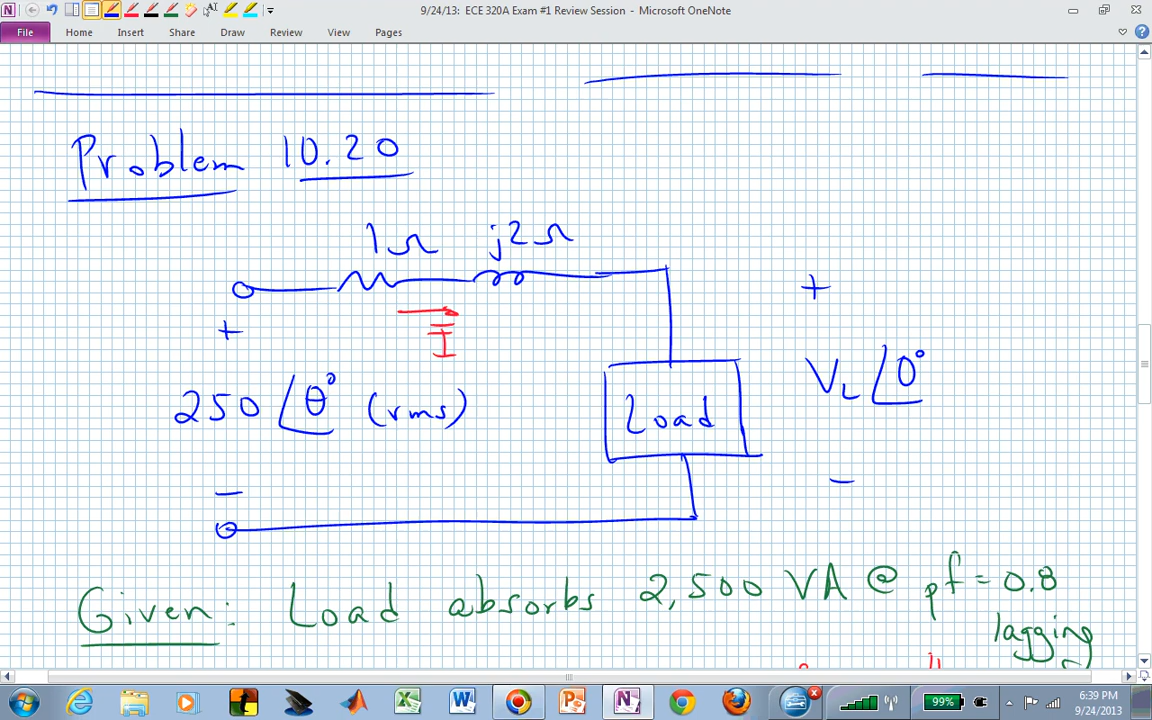 9/24/13: ECE 320A Exam #1 Review Session - Microsoft OneNote
File Home Insert Draw Share Draw Review View Pages
Problem 10.20
1Ω j2Ω
+
I
+
250 ∠θ° (rms)
Load
V_L ∠0°
−
−
Given: Load absorbs 2,500 VA @ pf = 0.8
lagging
99%
6:39 PM
9/24/2013